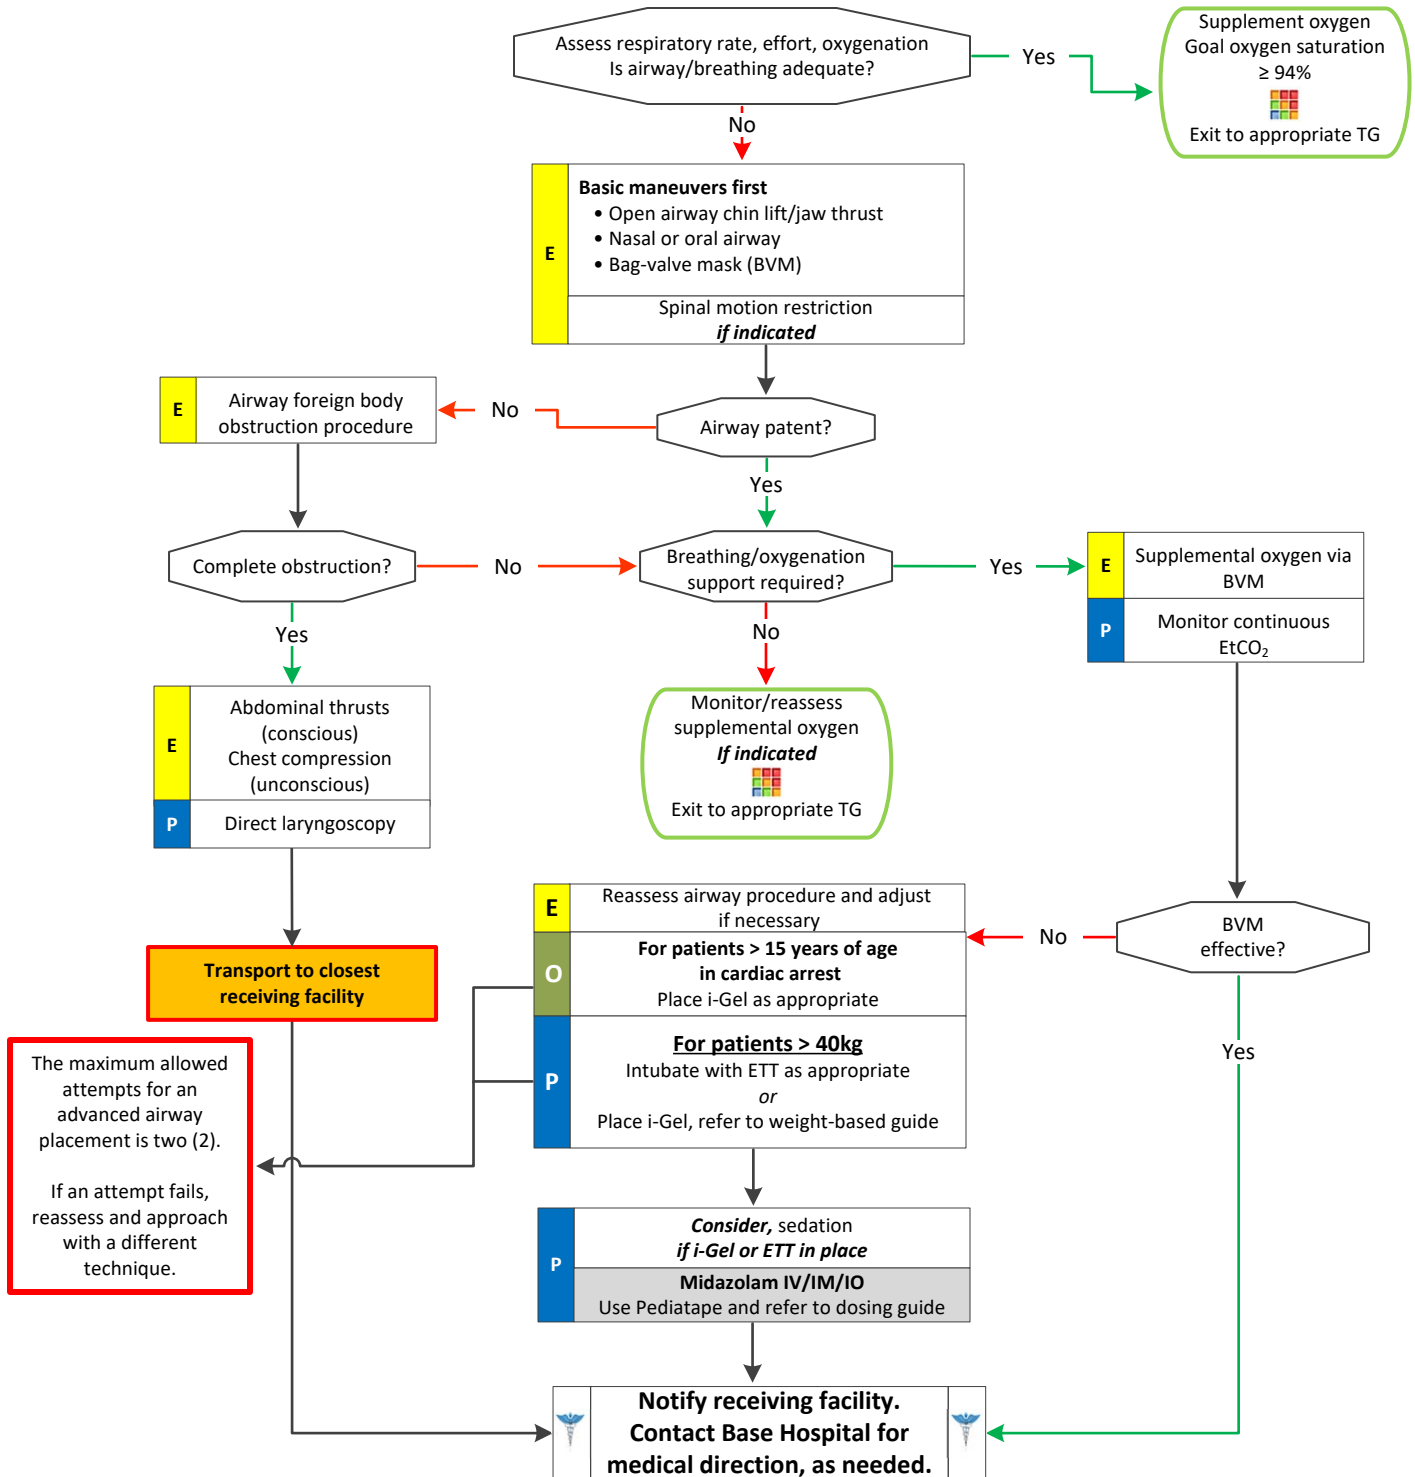 Assess respiratory rate, effort, oxygenation
Is airway/breathing adequate?
Yes
Supplement oxygen
Goal oxygen saturation
≥ 94%
Exit to appropriate TG
No
E
Basic maneuvers first
• Open airway chin lift/jaw thrust
• Nasal or oral airway
• Bag-valve mask (BVM)
Spinal motion restriction
if indicated
E
Airway foreign body
obstruction procedure
No
Airway patent?
Yes
Complete obstruction?
No
Breathing/oxygenation
support required?
Yes
E
Supplemental oxygen via
BVM
P
Monitor continuous
EtCO₂
Yes
No
E
Abdominal thrusts
(conscious)
Chest compression
(unconscious)
P
Direct laryngoscopy
Monitor/reassess
supplemental oxygen
If indicated
Exit to appropriate TG
E
Reassess airway procedure and adjust
if necessary
O
For patients > 15 years of age
in cardiac arrest
Place i-Gel as appropriate
P
For patients > 40kg
Intubate with ETT as appropriate
or
Place i-Gel, refer to weight-based guide
No
BVM
effective?
Yes
Transport to closest
receiving facility
The maximum allowed
attempts for an
advanced airway
placement is two (2).
If an attempt fails,
reassess and approach
with a different
technique.
P
Consider, sedation
if i-Gel or ETT in place
Midazolam IV/IM/IO
Use Pediatape and refer to dosing guide
Notify receiving facility.
Contact Base Hospital for
medical direction, as needed.